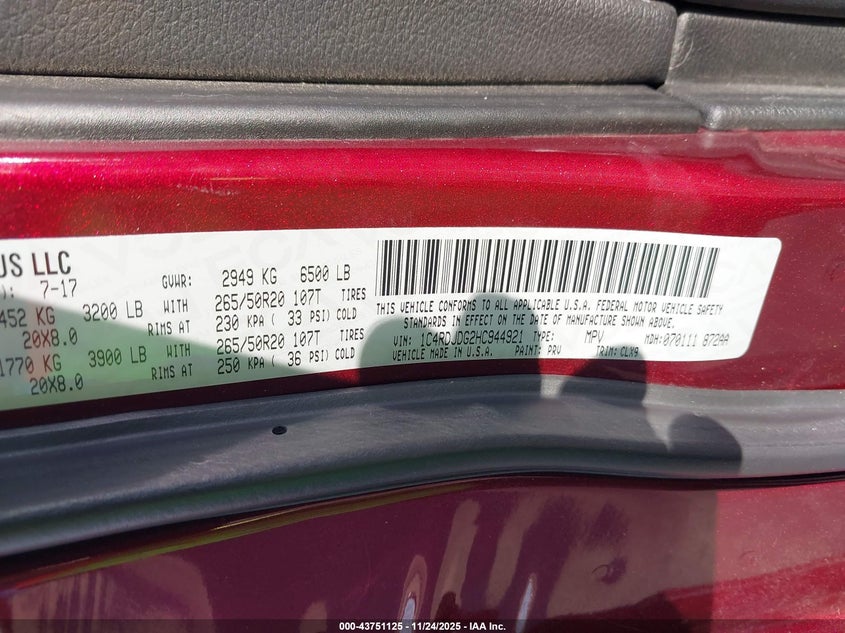 US LLC
): 7-17
GVWR: 2949 KG 6500 LB
452 KG 3200 LB WITH 265/50R20 107T TIRES
20X8.0 RIMS AT 230 KPA ( 33 PSI) COLD
1770 KG 3900 LB WITH 265/50R20 107T TIRES
20X8.0 RIMS AT 250 KPA ( 36 PSI) COLD
THIS VEHICLE CONFORMS TO ALL APPLICABLE U.S.A. FEDERAL MOTOR VEHICLE SAFETY
STANDARDS IN EFFECT ON THE DATE OF MANUFACTURE SHOWN ABOVE.
VIN: 1C4RDJDG2HC944921 TYPE: MPV MDH: 070111 872AA
MADE IN U.S.A. PAINT: PRV TRIM: CLX9
000-43751125 - 11/24/2025 - IAA Inc.